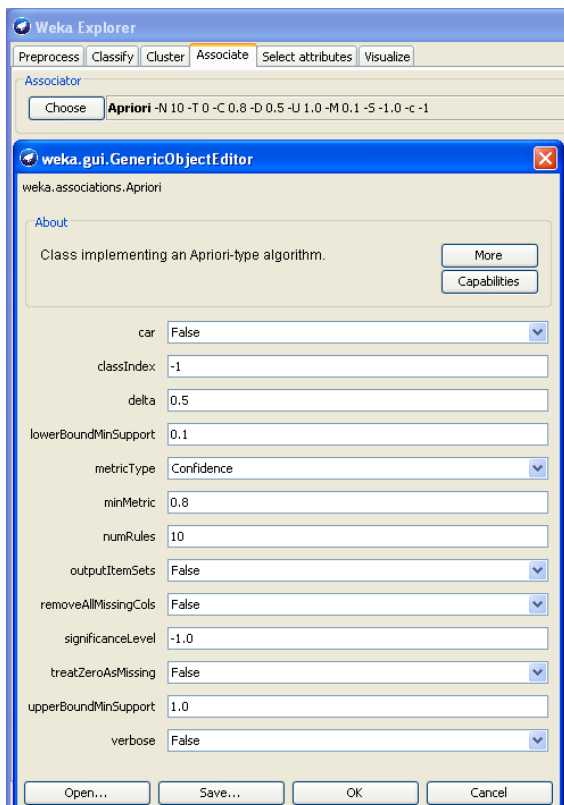 Weka Explorer
Preprocess Classify Cluster Associate Select attributes Visualize
Associator
Choose Apriori -N 10 -T 0 -C 0.8 -D 0.5 -U 1.0 -M 0.1 -S -1.0 -c -1
weka.gui.GenericObjectEditor
weka.associations.Apriori
About
Class implementing an Apriori-type algorithm.
More
Capabilities
car False
classIndex -1
delta 0.5
lowerBoundMinSupport 0.1
metricType Confidence
minMetric 0.8
numRules 10
outputItemSets False
removeAllMissingCols False
significanceLevel -1.0
treatZeroAsMissing False
upperBoundMinSupport 1.0
verbose False
Open... Save... OK Cancel